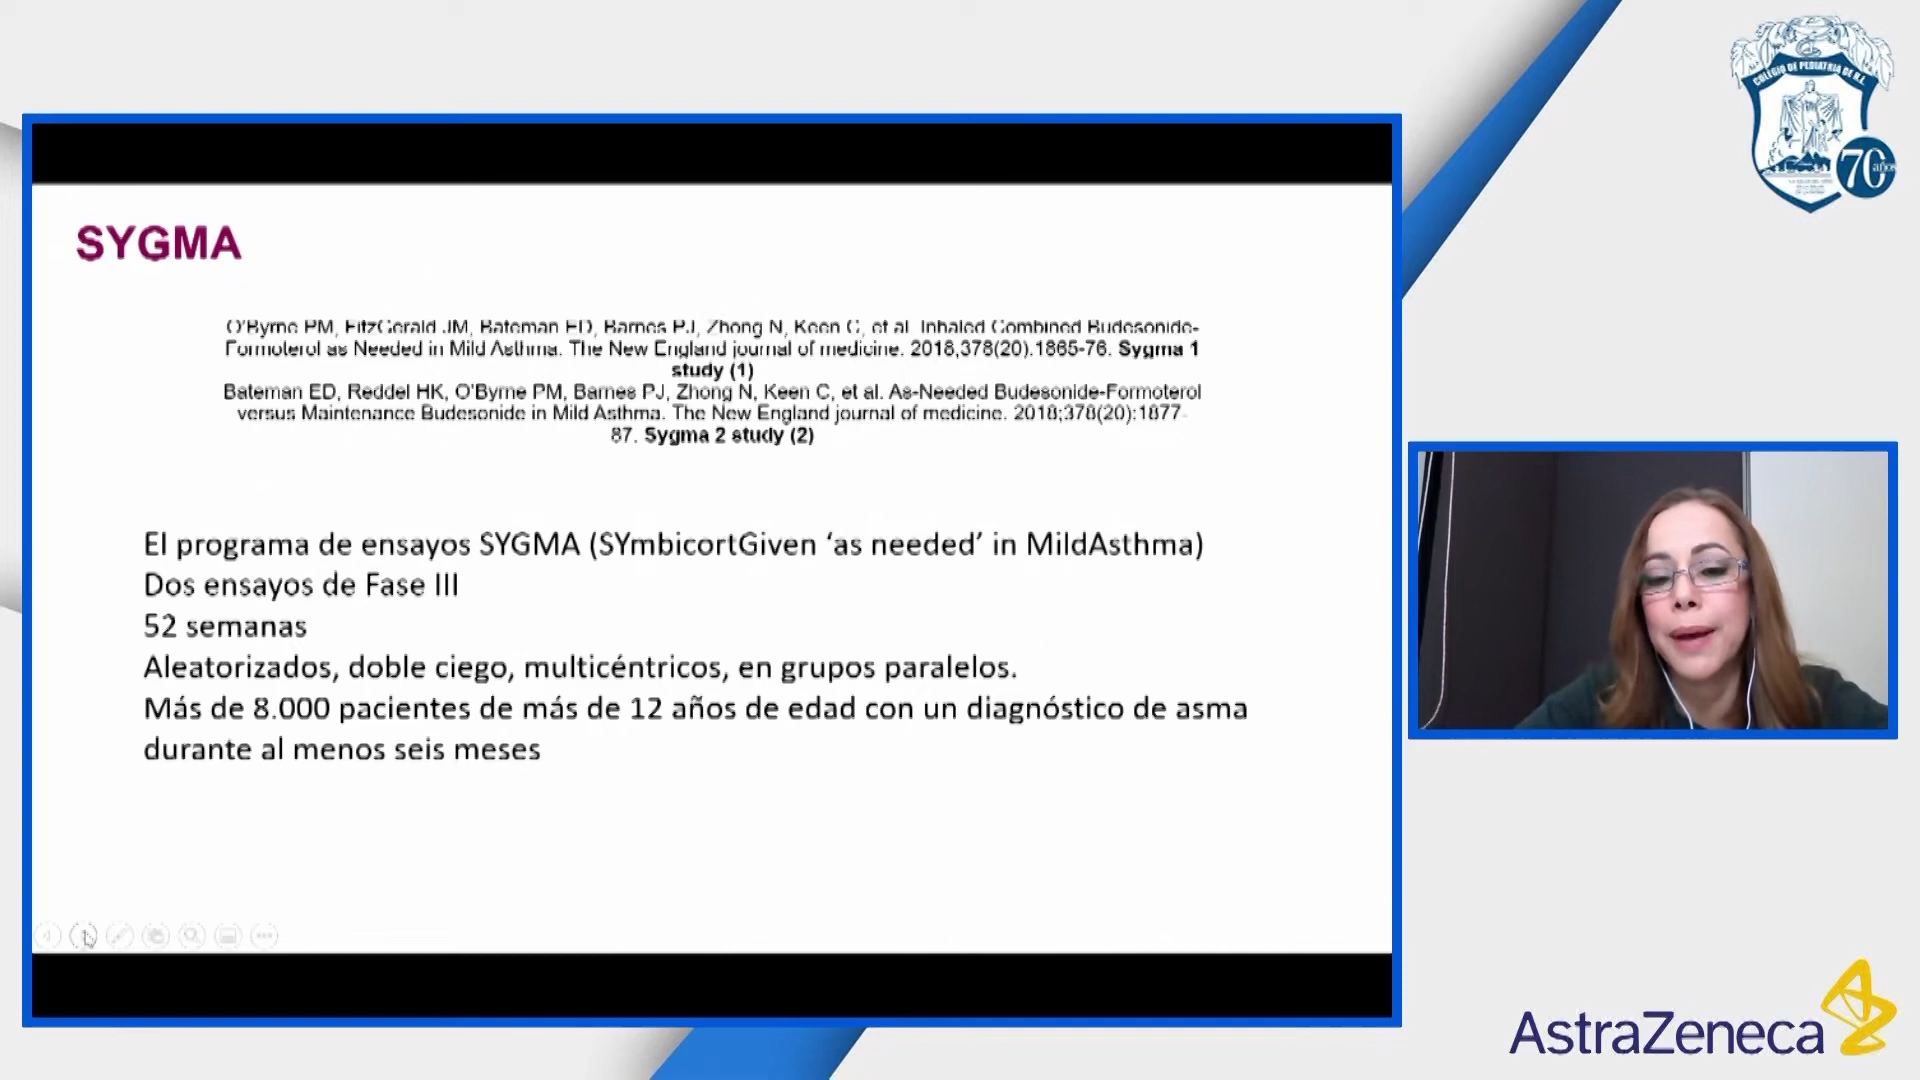 COLEGIO DE PEDIATRIA DE N.L.
70 años
SYGMA
O'Byrne PM, FitzGerald JM, Bateman ED, Barnes PJ, Zhong N, Keen C, et al. Inhaled Combined Budesonide-
Formoterol as Needed in Mild Asthma. The New England journal of medicine. 2018;378(20):1865-76. Sygma 1
study (1)
Bateman ED, Reddel HK, O'Byrne PM, Barnes PJ, Zhong N, Keen C, et al. As-Needed Budesonide-Formoterol
versus Maintenance Budesonide in Mild Asthma. The New England journal of medicine. 2018;378(20):1877-
87. Sygma 2 study (2)
El programa de ensayos SYGMA (SYmbicortGiven ‘as needed’ in MildAsthma)
Dos ensayos de Fase III
52 semanas
Aleatorizados, doble ciego, multicéntricos, en grupos paralelos.
Más de 8.000 pacientes de más de 12 años de edad con un diagnóstico de asma
durante al menos seis meses
AstraZeneca